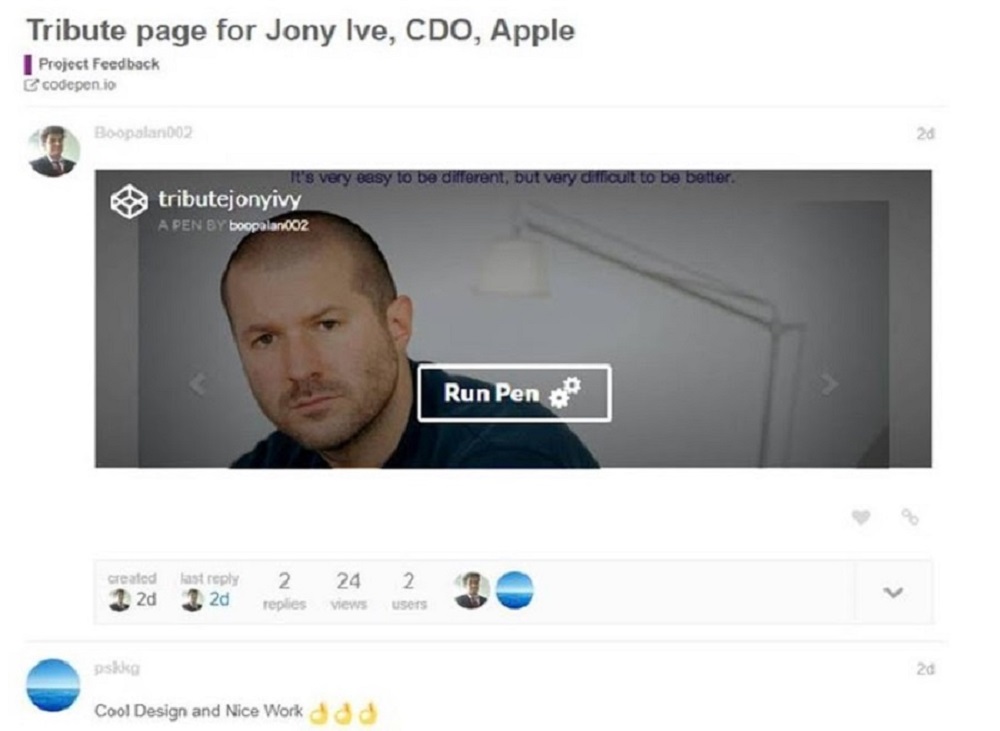 Tribute page for Jony Ive, CDO, Apple
Project Feedback
codepen.io
Boopalan002 2d
It's very easy to be different, but very difficult to be better.
tributejonyivy
A PEN BY boopalan002
Run Pen
created last reply 2 24 2
2d 2d replies views users
pskkg 2d
Cool Design and Nice Work 👌👌👌